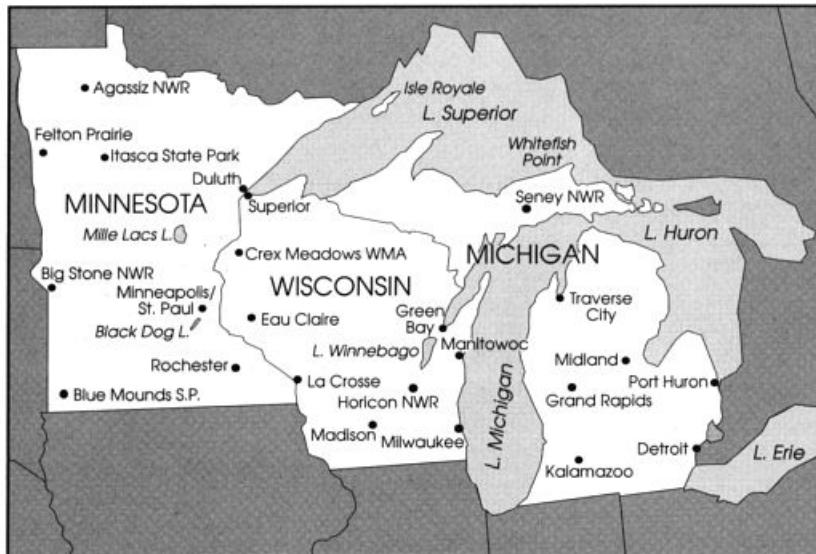 Agassiz NWR
Isle Royale
L. Superior
Felton Prairie
Itasca State Park
Whitefish
Point
Duluth
Superior
Seney NWR
MINNESOTA
Mille Lacs L.
L. Huron
Crex Meadows WMA
MICHIGAN
Big Stone NWR
WISCONSIN
Minneapolis/
St. Paul
Traverse
City
Green
Bay
Eau Claire
Black Dog L.
L. Winnebago
Manitowoc
Midland
Rochester
La Crosse
Port Huron
Blue Mounds S.P.
Horicon NWR
Grand Rapids
L. Michigan
Madison
Milwaukee
Detroit
L. Erie
Kalamazoo